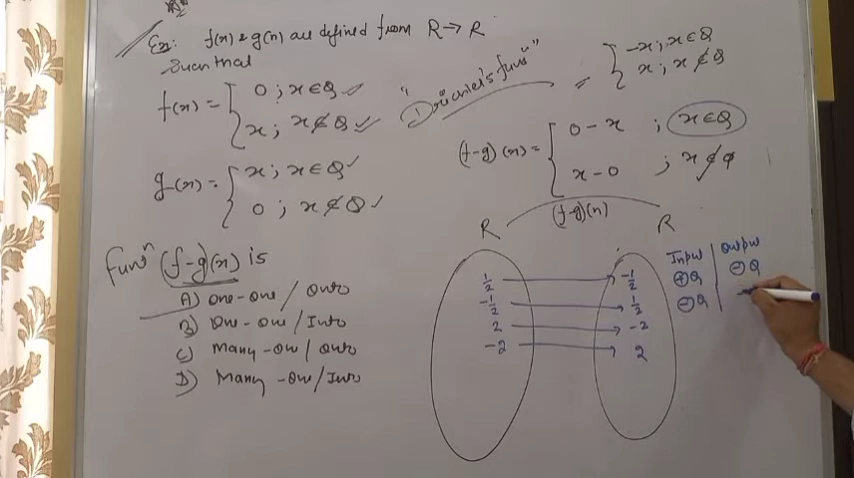 Ex: f(x) & g(x) are defined from R → R
Such that
f(x) = { 0 ; x ∈ Q ✓
x ; x ∉ Q ✓
g(x) = { x ; x ∈ Q ✓
0 ; x ∉ Q ✓
"Dirichlet's funⁿ"
= { -x ; x ∈ Q
x ; x ∉ Q
(f-g)(x) = { 0 - x ; x ∈ Q
x - 0 ; x ∉ Q
Funⁿ (f-g)(x) is
A) One-One / Onto
B) One-One / Into
C) Many-One / Onto
D) Many-One / Into
(f-g)(x)
R R
1/2 → -1/2
-1/2 → 1/2
2 → -2
-2 → 2
Input | Output
⊕Q | ⊖Q
⊖Q |